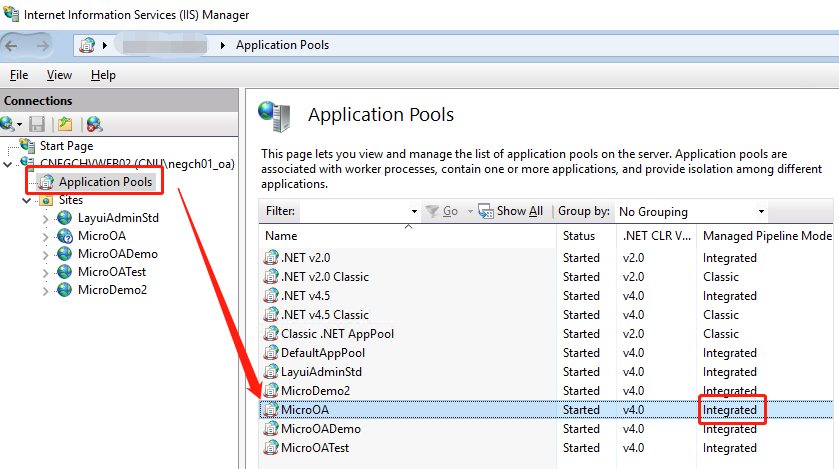 Internet Information Services (IIS) Manager
Application Pools
File View Help
Connections
Start Page
(CNU\negch01_oa)
Application Pools
Sites
LayuiAdminStd
MicroOA
MicroOADemo
MicroOATest
MicroDemo2
Application Pools
This page lets you view and manage the list of application pools on the server. Application pools are
associated with worker processes, contain one or more applications, and provide isolation among different
applications.
Filter: Go Show All Group by: No Grouping
Name Status .NET CLR V... Managed Pipeline Mode
.NET v2.0 Started v2.0 Integrated
.NET v2.0 Classic Started v2.0 Classic
.NET v4.5 Started v4.0 Integrated
.NET v4.5 Classic Started v4.0 Classic
Classic .NET AppPool Started v2.0 Classic
DefaultAppPool Started v4.0 Integrated
LayuiAdminStd Started v4.0 Integrated
MicroDemo2 Started v4.0 Integrated
MicroOA Started v4.0 Integrated
MicroOADemo Started v4.0 Integrated
MicroOATest Started v4.0 Integrated